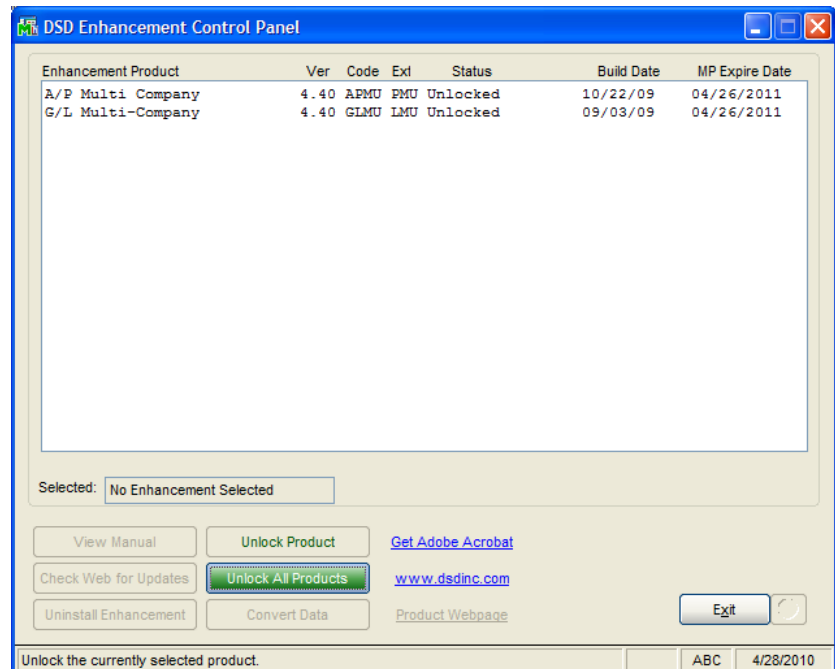 DSD Enhancement Control Panel
Enhancement Product Ver Code Ext Status Build Date MP Expire Date
A/P Multi Company 4.40 APMU PMU Unlocked 10/22/09 04/26/2011
G/L Multi-Company 4.40 GLMU LMU Unlocked 09/03/09 04/26/2011
Selected: No Enhancement Selected
View Manual Unlock Product Get Adobe Acrobat
Check Web for Updates Unlock All Products www.dsdinc.com
Uninstall Enhancement Convert Data Product Webpage Exit
Unlock the currently selected product. ABC 4/28/2010